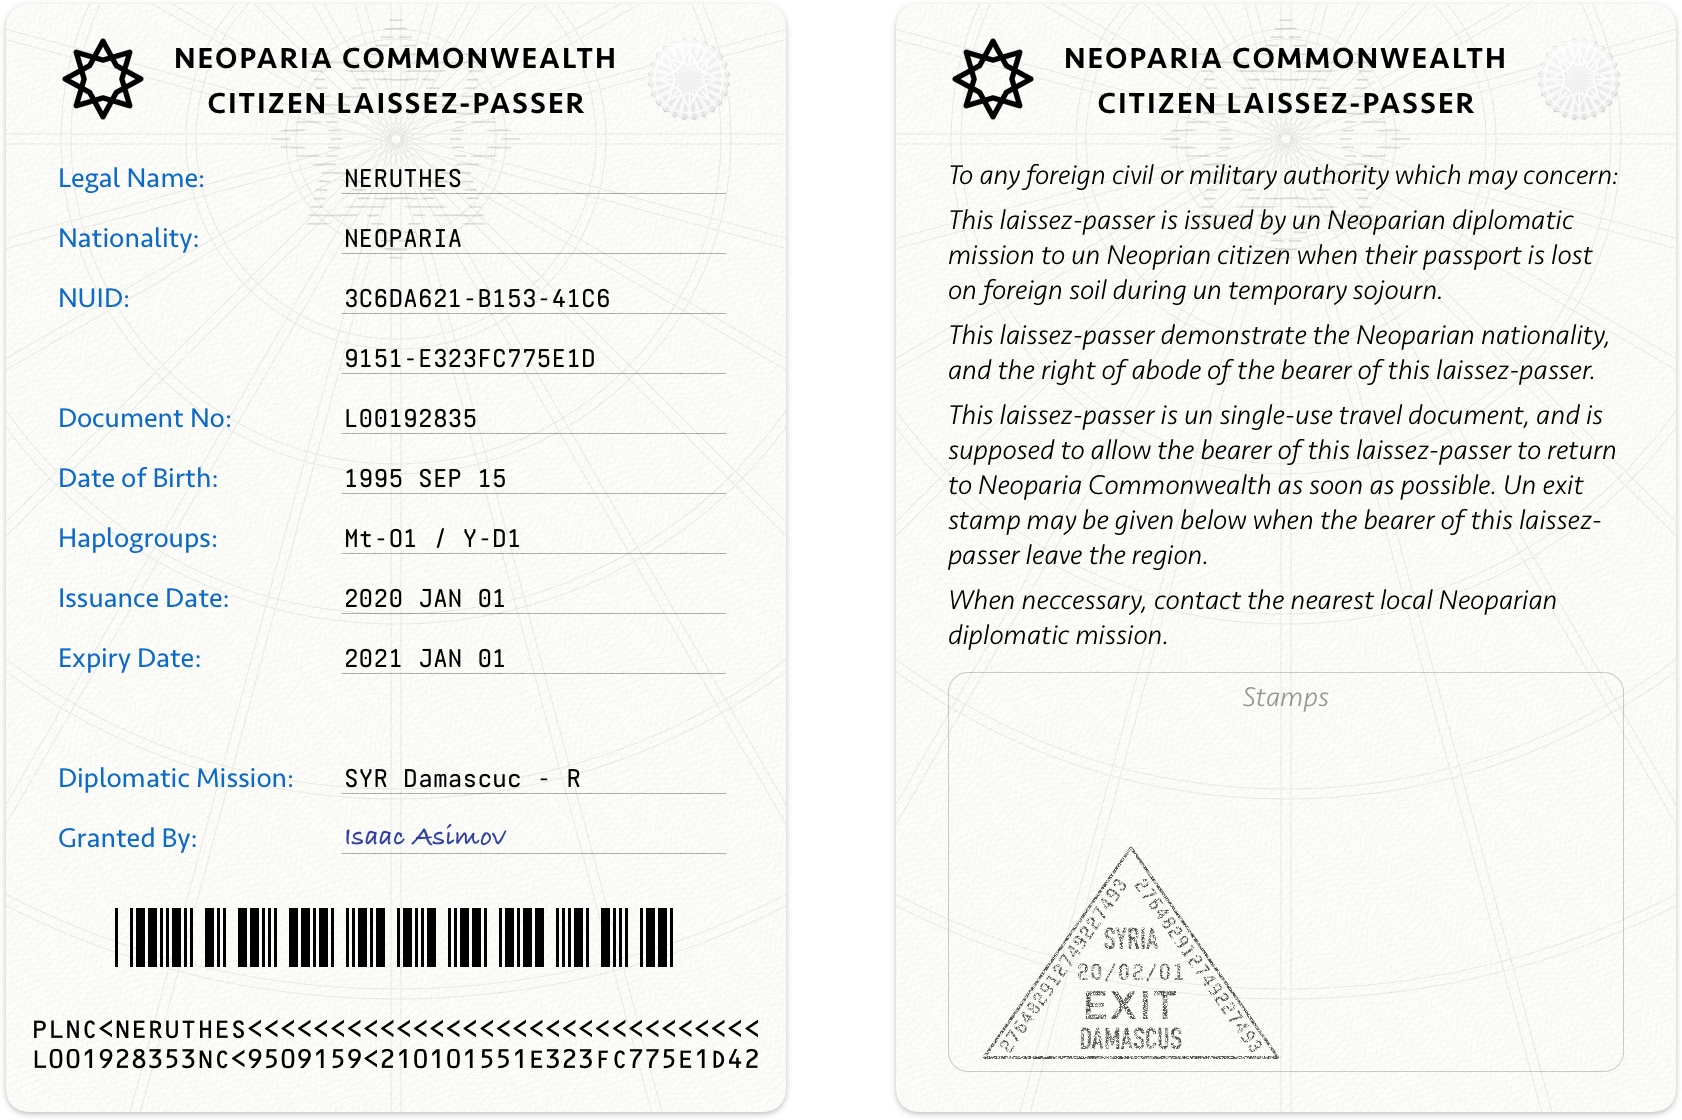 NEOPARIA COMMONWEALTH
CITIZEN LAISSEZ-PASSER
Legal Name: NERUTHES
Nationality: NEOPARIA
NUID: 3C6DA621-B153-41C6
9151-E323FC775E1D
Document No: L00192835
Date of Birth: 1995 SEP 15
Haplogroups: Mt-O1 / Y-D1
Issuance Date: 2020 JAN 01
Expiry Date: 2021 JAN 01
Diplomatic Mission: SYR Damascuc - R
Granted By: Isaac Asimov
PLNC<NERUTHES<<<<<<<<<<<<<<<<<<<<<<<<<<<<<<<
L001928353NC<9509159<210101551E323FC775E1D42
NEOPARIA COMMONWEALTH
CITIZEN LAISSEZ-PASSER
To any foreign civil or military authority which may concern:
This laissez-passer is issued by un Neoparian diplomatic
mission to un Neoprian citizen when their passport is lost
on foreign soil during un temporary sojourn.
This laissez-passer demonstrate the Neoparian nationality,
and the right of abode of the bearer of this laissez-passer.
This laissez-passer is un single-use travel document, and is
supposed to allow the bearer of this laissez-passer to return
to Neoparia Commonwealth as soon as possible. Un exit
stamp may be given below when the bearer of this laissez-
passer leave the region.
When neccessary, contact the nearest local Neoparian
diplomatic mission.
Stamps
276482912749227493
276482912749227493
SYRIA
20/02/01
EXIT
DAMASCUS